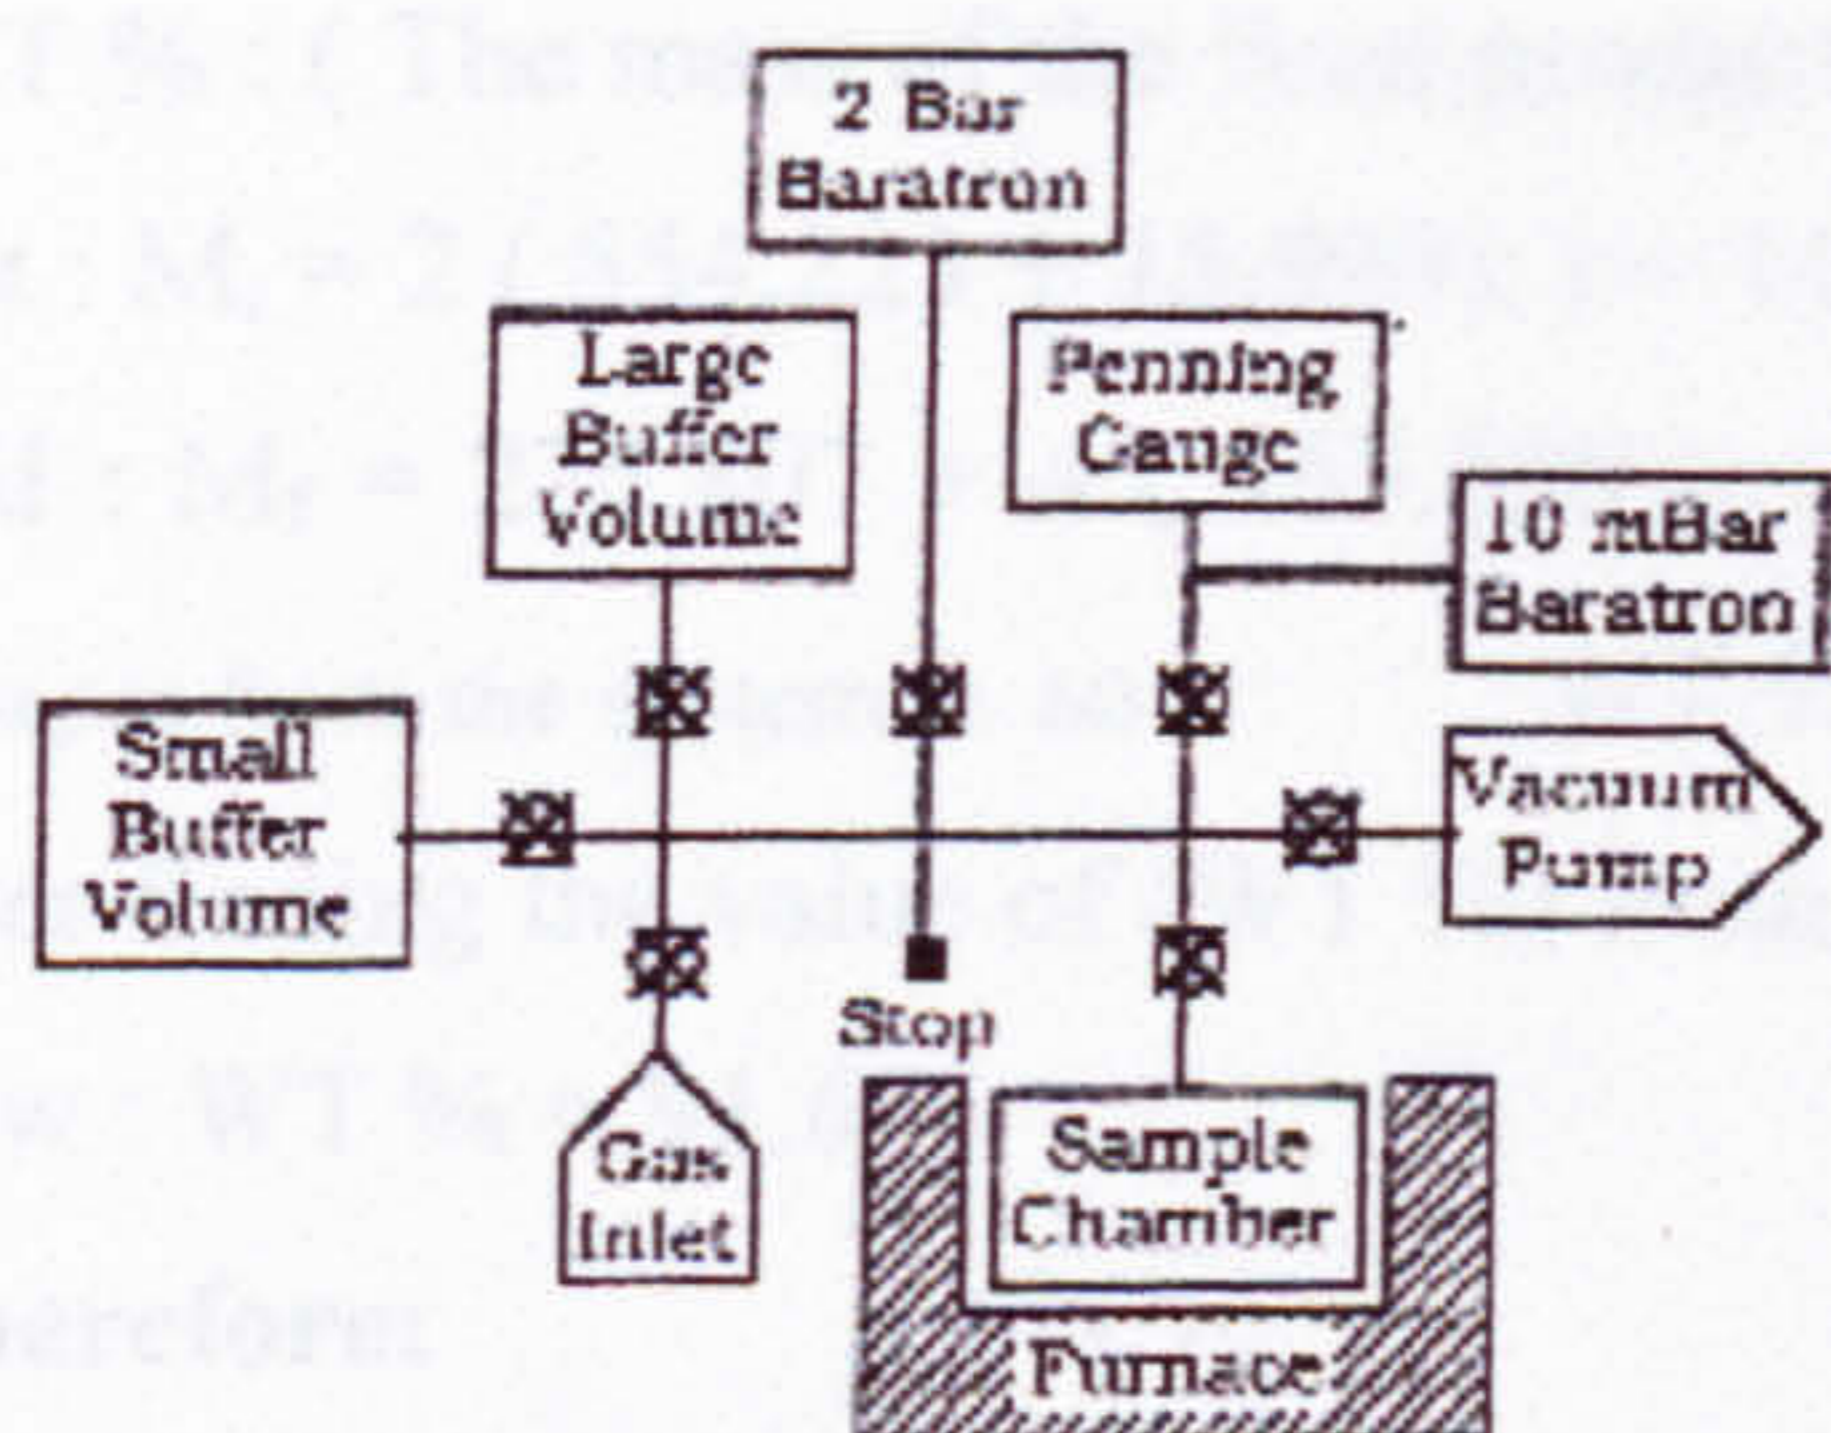 2 Bar
Baratron
Large
Buffer
Volume
Penning
Gauge
10 mBar
Baratron
Small
Buffer
Volume
Vacuum
Pump
Stop
Gas
Inlet
Sample
Chamber
Furnace